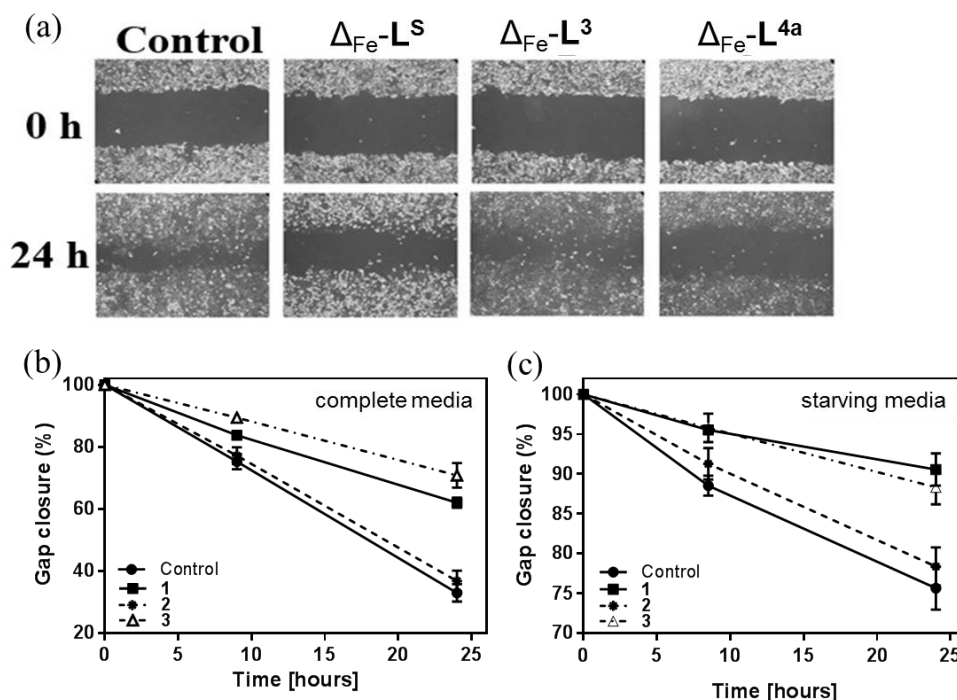 (a)
Control ΔFe-Lˢ ΔFe-L³ ΔFe-L⁴ᵃ
0 h
24 h
(b)
100
80
60
40
20
Gap closure (%)
complete media
Control
1
2
3
0 5 10 15 20 25
Time [hours]
(c)
100
95
90
85
80
75
70
Gap closure (%)
starving media
Control
1
2
3
0 5 10 15 20 25
Time [hours]